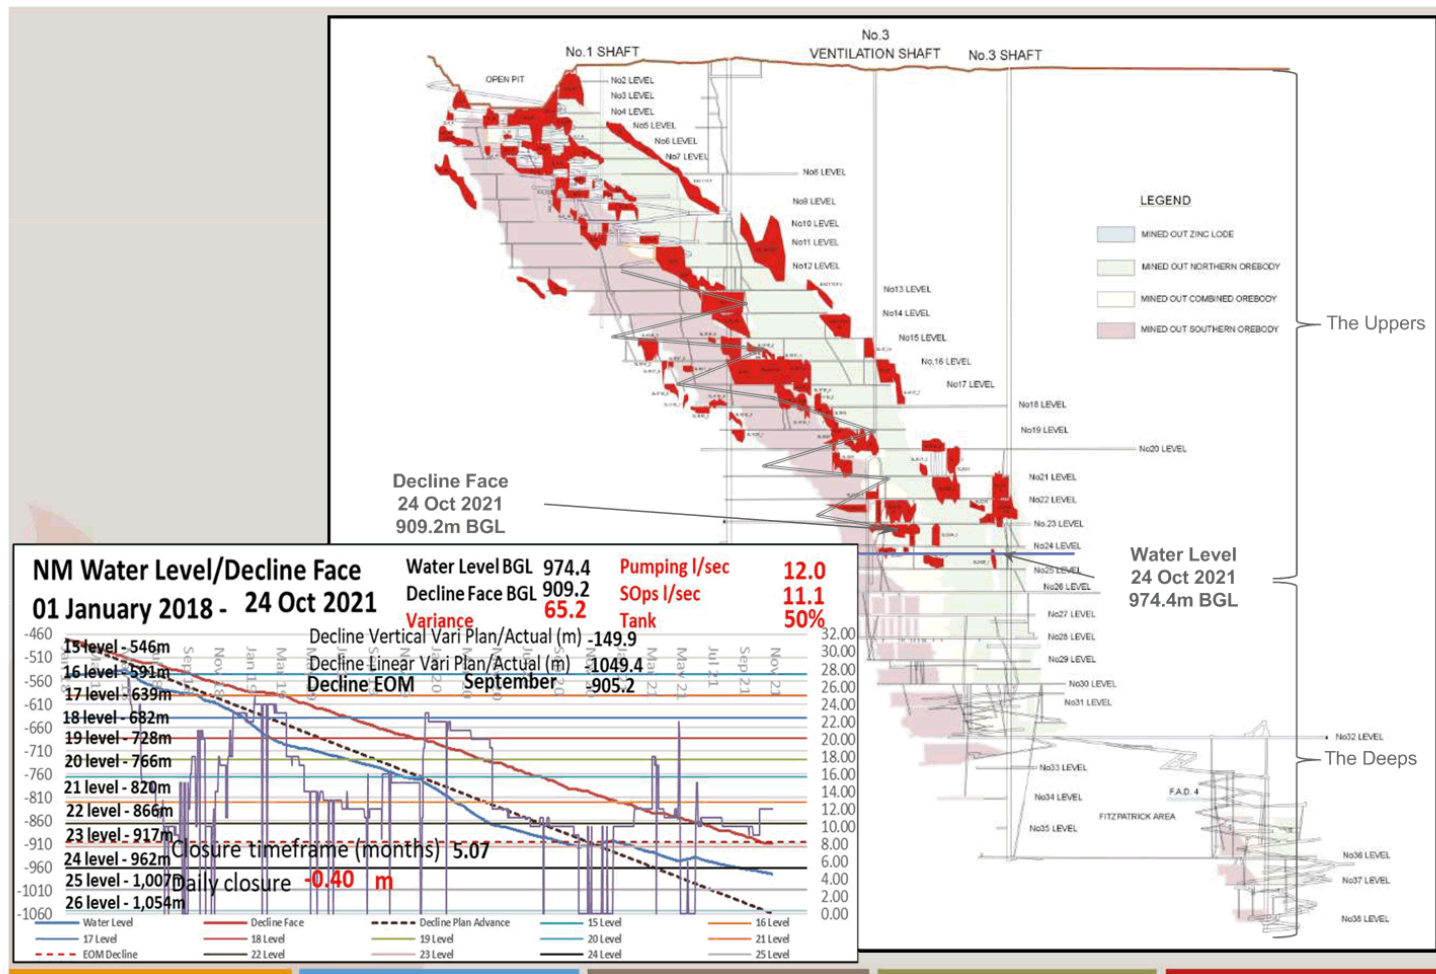 No.1 SHAFT
No.3
VENTILATION SHAFT
No.3 SHAFT
OPEN PIT
No2 LEVEL
No3 LEVEL
No4 LEVEL
No5 LEVEL
No6 LEVEL
No7 LEVEL
No8 LEVEL
No9 LEVEL
No10 LEVEL
No11 LEVEL
No12 LEVEL
No13 LEVEL
No14 LEVEL
No15 LEVEL
No.16 LEVEL
No17 LEVEL
No18 LEVEL
No19 LEVEL
No20 LEVEL
No21 LEVEL
No22 LEVEL
No.23 LEVEL
No24 LEVEL
No25 LEVEL
No26 LEVEL
No27 LEVEL
No28 LEVEL
No29 LEVEL
No30 LEVEL
No31 LEVEL
No32 LEVEL
No33 LEVEL
No34 LEVEL
No35 LEVEL
No36 LEVEL
No37 LEVEL
No38 LEVEL
F.A.D. 4
FITZPATRICK AREA
LEGEND
MINED OUT ZINC LODE
MINED OUT NORTHERN OREBODY
MINED OUT COMBINED OREBODY
MINED OUT SOUTHERN OREBODY
The Uppers
The Deeps
Decline Face
24 Oct 2021
909.2m BGL
Water Level
24 Oct 2021
974.4m BGL
NM Water Level/Decline Face
01 January 2018 - 24 Oct 2021
Water Level BGL 974.4
Decline Face BGL 909.2
Variance 65.2
Pumping l/sec 12.0
SOps l/sec 11.1
Tank 50%
Decline Vertical Vari Plan/Actual (m) -149.9
Decline Linear Vari Plan/Actual (m) -1049.4
Decline EOM September -905.2
-460
-510
-560
-610
-660
-710
-760
-810
-860
-910
-960
-1010
-1060
15 level - 546m
16 level - 591m
17 level - 639m
18 level - 682m
19 level - 728m
20 level - 766m
21 level - 820m
22 level - 866m
23 level - 917m
24 level - 962m
25 level - 1,007m
26 level - 1,054m
Nov 18
Jan 19
May 21
Jul 21
Sep 21
Nov 21
32.00
30.00
28.00
26.00
24.00
22.00
20.00
18.00
16.00
14.00
12.00
10.00
8.00
6.00
4.00
2.00
0.00
Closure timeframe (months) 5.07
Daily closure -0.40 m
Water Level
Decline Face
Decline Plan Advance
15 Level
16 Level
17 Level
18 Level
19 Level
20 Level
21 Level
EOM Decline
22 Level
23 Level
24 Level
25 Level